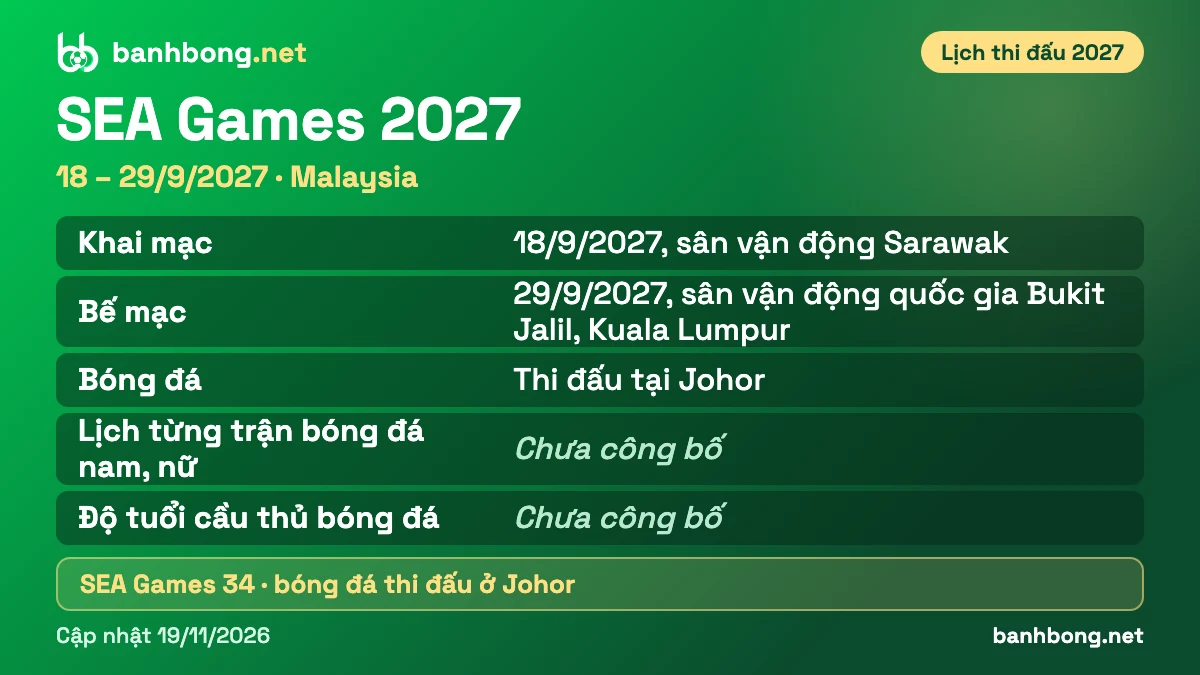 banhbong.net
Lịch thi đấu 2027
SEA Games 2027
18 – 29/9/2027 · Malaysia
Khai mạc
18/9/2027, sân vận động Sarawak
Bế mạc
29/9/2027, sân vận động quốc gia Bukit
Jalil, Kuala Lumpur
Bóng đá
Thi đấu tại Johor
Lịch từng trận bóng đá
nam, nữ
Chưa công bố
Độ tuổi cầu thủ bóng đá
Chưa công bố
SEA Games 34 · bóng đá thi đấu ở Johor
Cập nhật 19/11/2026
banhbong.net